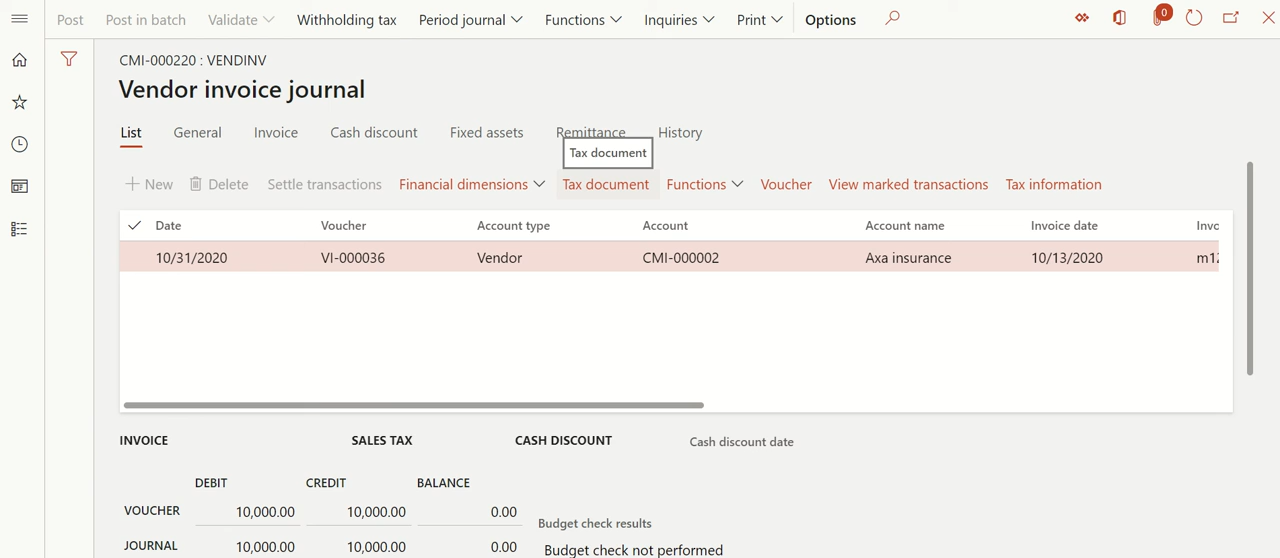 Post Post in batch Validate Withholding tax Period journal Functions Inquiries Print Options 0
CMI-000220 : VENDINV
Vendor invoice journal
List General Invoice Cash discount Fixed assets Remittance History
Tax document
New Delete Settle transactions Financial dimensions Tax document Functions Voucher View marked transactions Tax information
Date Voucher Account type Account Account name Invoice date Invo
10/31/2020 VI-000036 Vendor CMI-000002 Axa insurance 10/13/2020
INVOICE SALES TAX CASH DISCOUNT Cash discount date
DEBIT CREDIT BALANCE
VOUCHER 10,000.00 10,000.00 0.00
Budget check results
JOURNAL 10,000.00 10,000.00 0.00
Budget check not performed